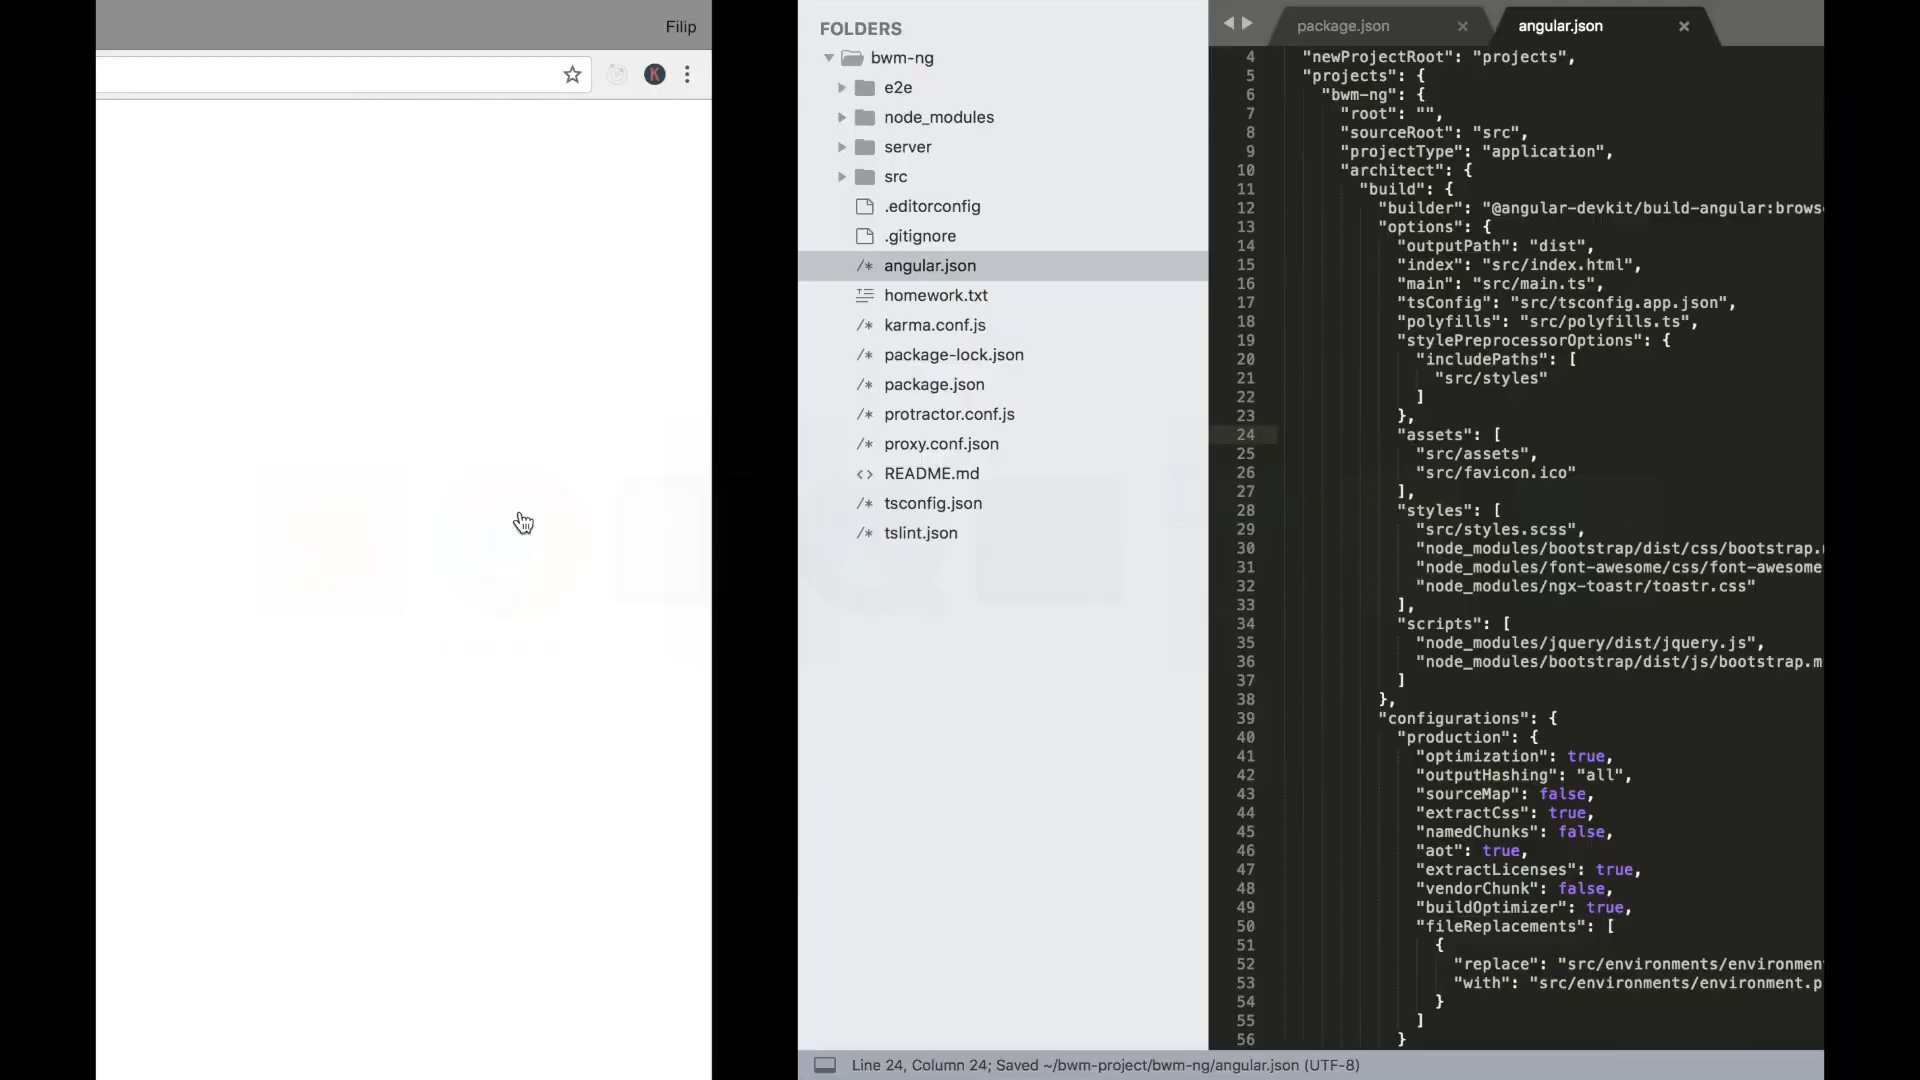 Filip
K
FOLDERS
bwm-ng
e2e
node_modules
server
src
.editorconfig
.gitignore
/* angular.json
homework.txt
/* karma.conf.js
/* package-lock.json
/* package.json
/* protractor.conf.js
/* proxy.conf.json
<> README.md
/* tsconfig.json
/* tslint.json
package.json
angular.json
4 "newProjectRoot": "projects",
5 "projects": {
6 "bwm-ng": {
7 "root": "",
8 "sourceRoot": "src",
9 "projectType": "application",
10 "architect": {
11 "build": {
12 "builder": "@angular-devkit/build-angular:brows
13 "options": {
14 "outputPath": "dist",
15 "index": "src/index.html",
16 "main": "src/main.ts",
17 "tsConfig": "src/tsconfig.app.json",
18 "polyfills": "src/polyfills.ts",
19 "stylePreprocessorOptions": {
20 "includePaths": [
21 "src/styles"
22 ]
23 },
24 "assets": [
25 "src/assets",
26 "src/favicon.ico"
27 ],
28 "styles": [
29 "src/styles.scss",
30 "node_modules/bootstrap/dist/css/bootstrap.
31 "node_modules/font-awesome/css/font-awesome
32 "node_modules/ngx-toastr/toastr.css"
33 ],
34 "scripts": [
35 "node_modules/jquery/dist/jquery.js",
36 "node_modules/bootstrap/dist/js/bootstrap.m
37 ]
38 },
39 "configurations": {
40 "production": {
41 "optimization": true,
42 "outputHashing": "all",
43 "sourceMap": false,
44 "extractCss": true,
45 "namedChunks": false,
46 "aot": true,
47 "extractLicenses": true,
48 "vendorChunk": false,
49 "buildOptimizer": true,
50 "fileReplacements": [
51 {
52 "replace": "src/environments/environmen
53 "with": "src/environments/environment.p
54 }
55 ]
56 }
Line 24, Column 24; Saved ~/bwm-project/bwm-ng/angular.json (UTF-8)